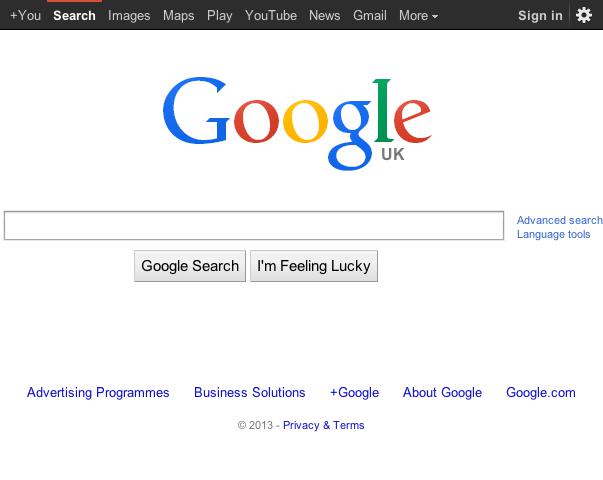 +You Search Images Maps Play YouTube News Gmail More Sign in
Google
UK
Advanced search
Language tools
Google Search I'm Feeling Lucky
Advertising Programmes Business Solutions +Google About Google Google.com
© 2013 - Privacy & Terms